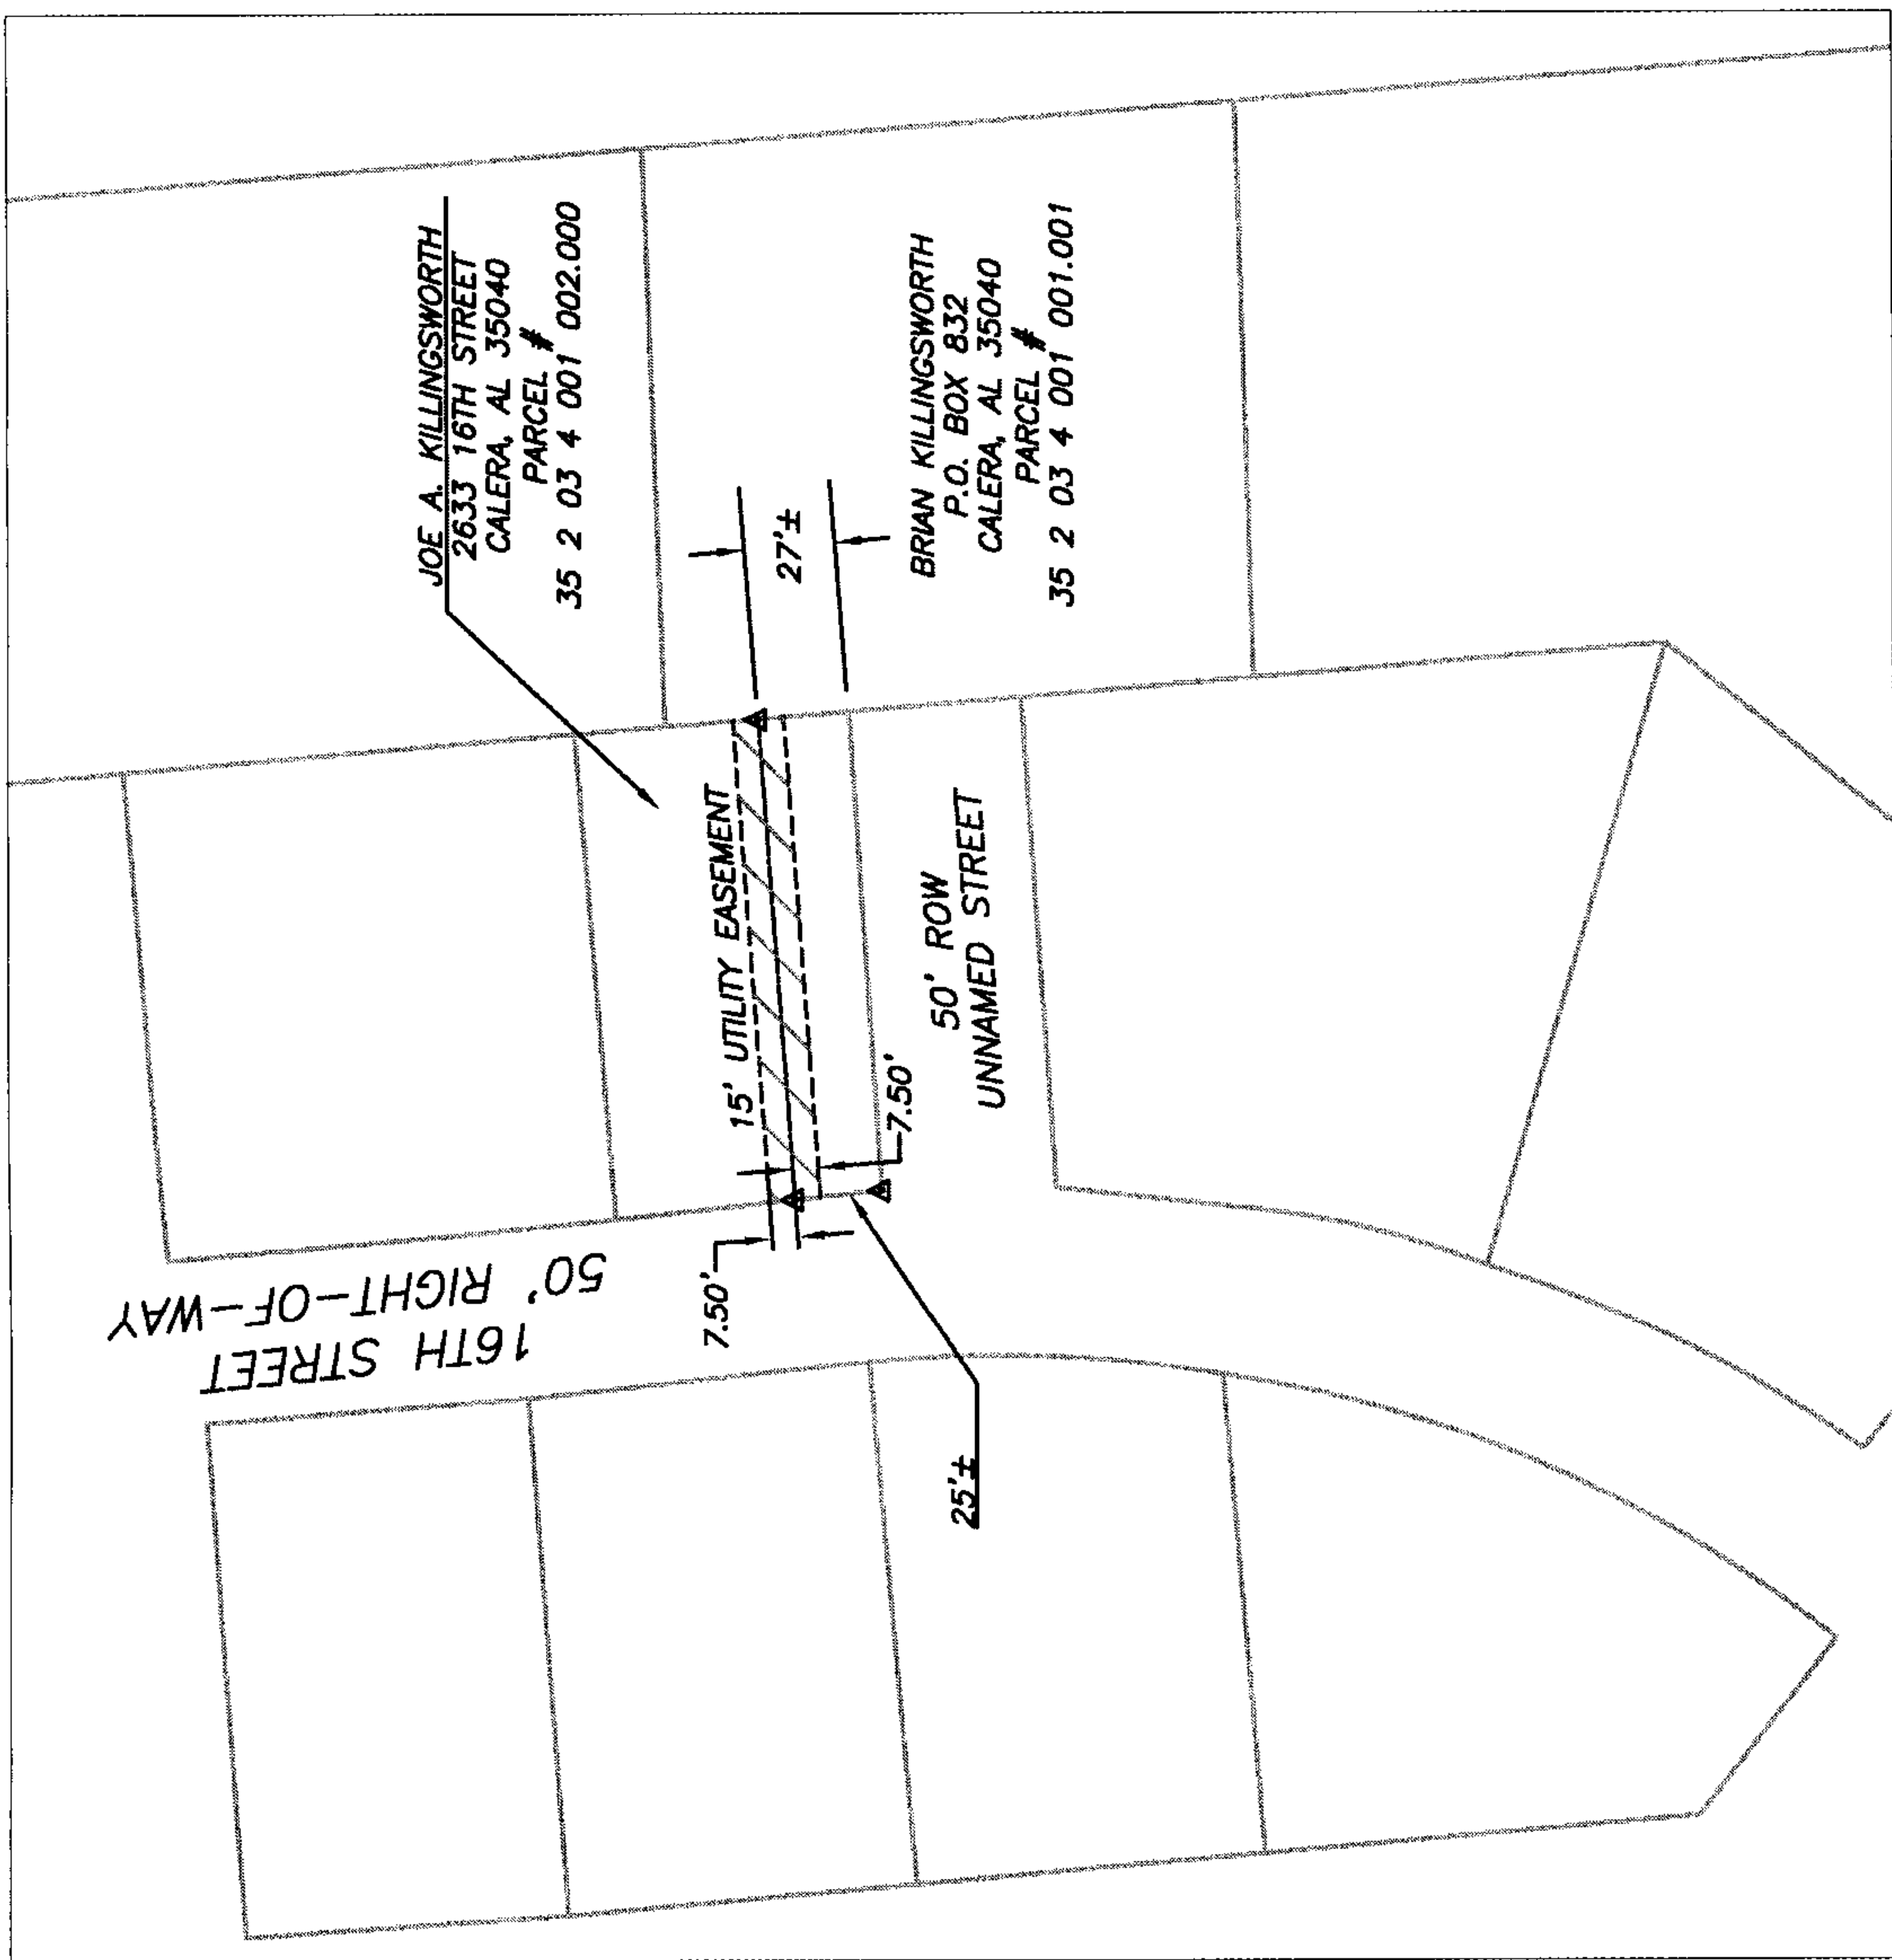 JOE A. KILLINGSWORTH
2633 16TH STREET
CALERA, AL 35040
PARCEL #
35 2 03 4 001 002.000
27'±
BRIAN KILLINGSWORTH
P.O. BOX 832
CALERA, AL 35040
PARCEL #
35 2 03 4 001 001.001
15' UTILITY EASEMENT
7.50'
50' ROW
UNNAMED STREET
16TH STREET
50' RIGHT-OF-WAY
7.50'
25'±